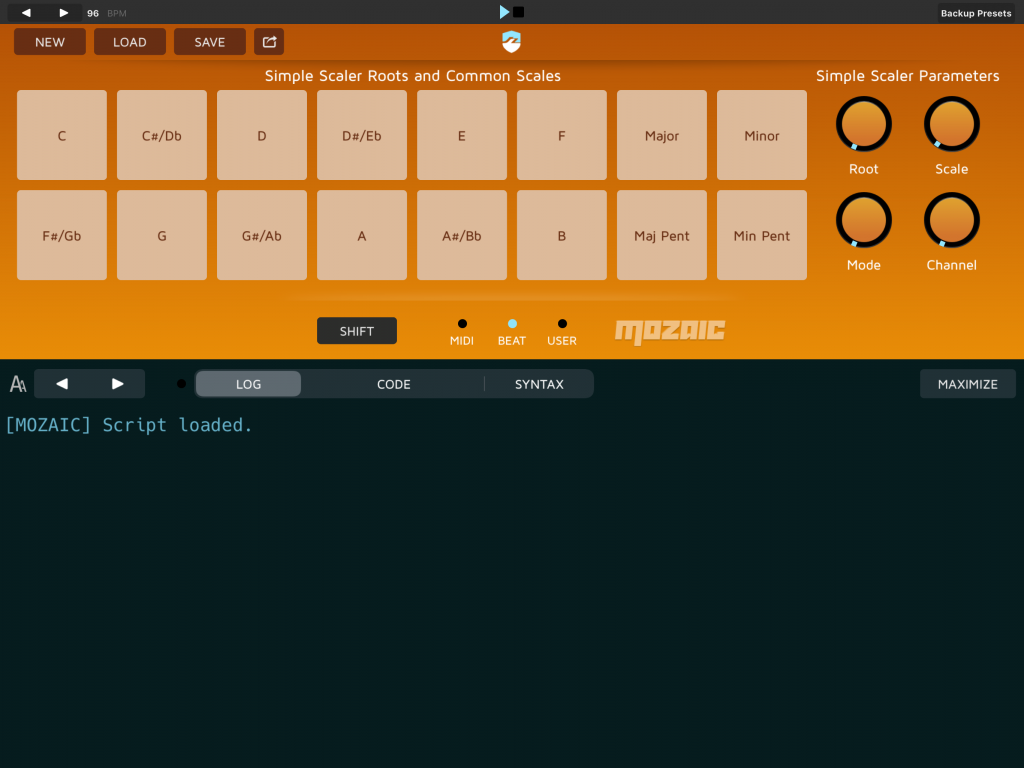 96 BPM
Backup Presets
NEW LOAD SAVE
Simple Scaler Roots and Common Scales
C C#/Db D D#/Eb E F Major Minor
F#/Gb G G#/Ab A A#/Bb B Maj Pent Min Pent
Simple Scaler Parameters
Root Scale
Mode Channel
SHIFT
MIDI BEAT USER
MOZAIC
AA
LOG CODE SYNTAX
MAXIMIZE
[MOZAIC] Script loaded.